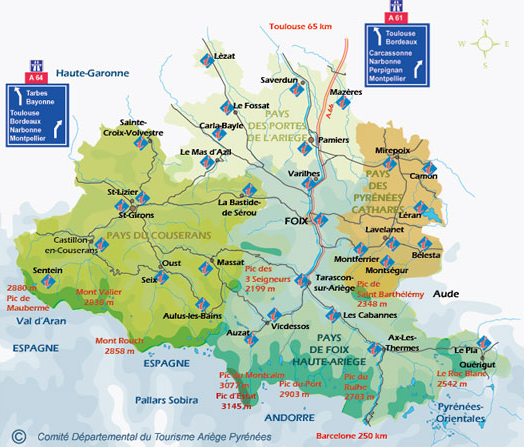 A 61
Toulouse
Bordeaux
Carcassonne
Narbonne
Perpignan
Montpellier
Toulouse 65 km
N
W
E
S
A 64
Tarbes
Bayonne
Toulouse
Bordeaux
Narbonne
Montpellier
Haute-Garonne
Lézat
Saverdun
Mazères
A 66
Le Fossat
PAYS
DES PORTES
DE L'ARIEGE
Sainte-
Croix-Volvestre
Carla-Bayle
Pamiers
Le Mas d'Azil
Mirepoix
Camon
Varilhes
PAYS
DES
PYRÉNÉES
CATHARES
St-Lizier
St-Girons
La Bastide-
de Sérou
FOIX
Léran
Lavelanet
PAYS DU COUSERANS
Castillon-
en-Couserans
Montferrier
Bélesta
Montségur
Sentein
Oust
Massat
Seix
Pic des
3 Seigneurs
2199 m
Tarascon-
sur-Ariège
Pic de
Saint Barthélémy
2348 m
Aude
2880 m
Pic de
Maubermé
Mont Valier
2838 m
Aulus-les-Bains
Val d'Aran
Mont Rouch
2858 m
ESPAGNE
Auzat
Vicdessos
Les Cabannes
PAYS
DE FOIX
HAUTE-ARIÈGE
Ax-Les-
Thermes
Le Pla
Quérigut
ESPAGNE
Pic du Montcalm
3077 m
Pic d'Estat
3145 m
Pic du Port
2903 m
Pic du
Rulhe
2783 m
Le Roc Blanc
2542 m
Pallars Sobira
ANDORRE
Pyrénées-
Orientales
Barcelone 250 km
© Comité Départemental du Tourisme Ariège Pyrénées